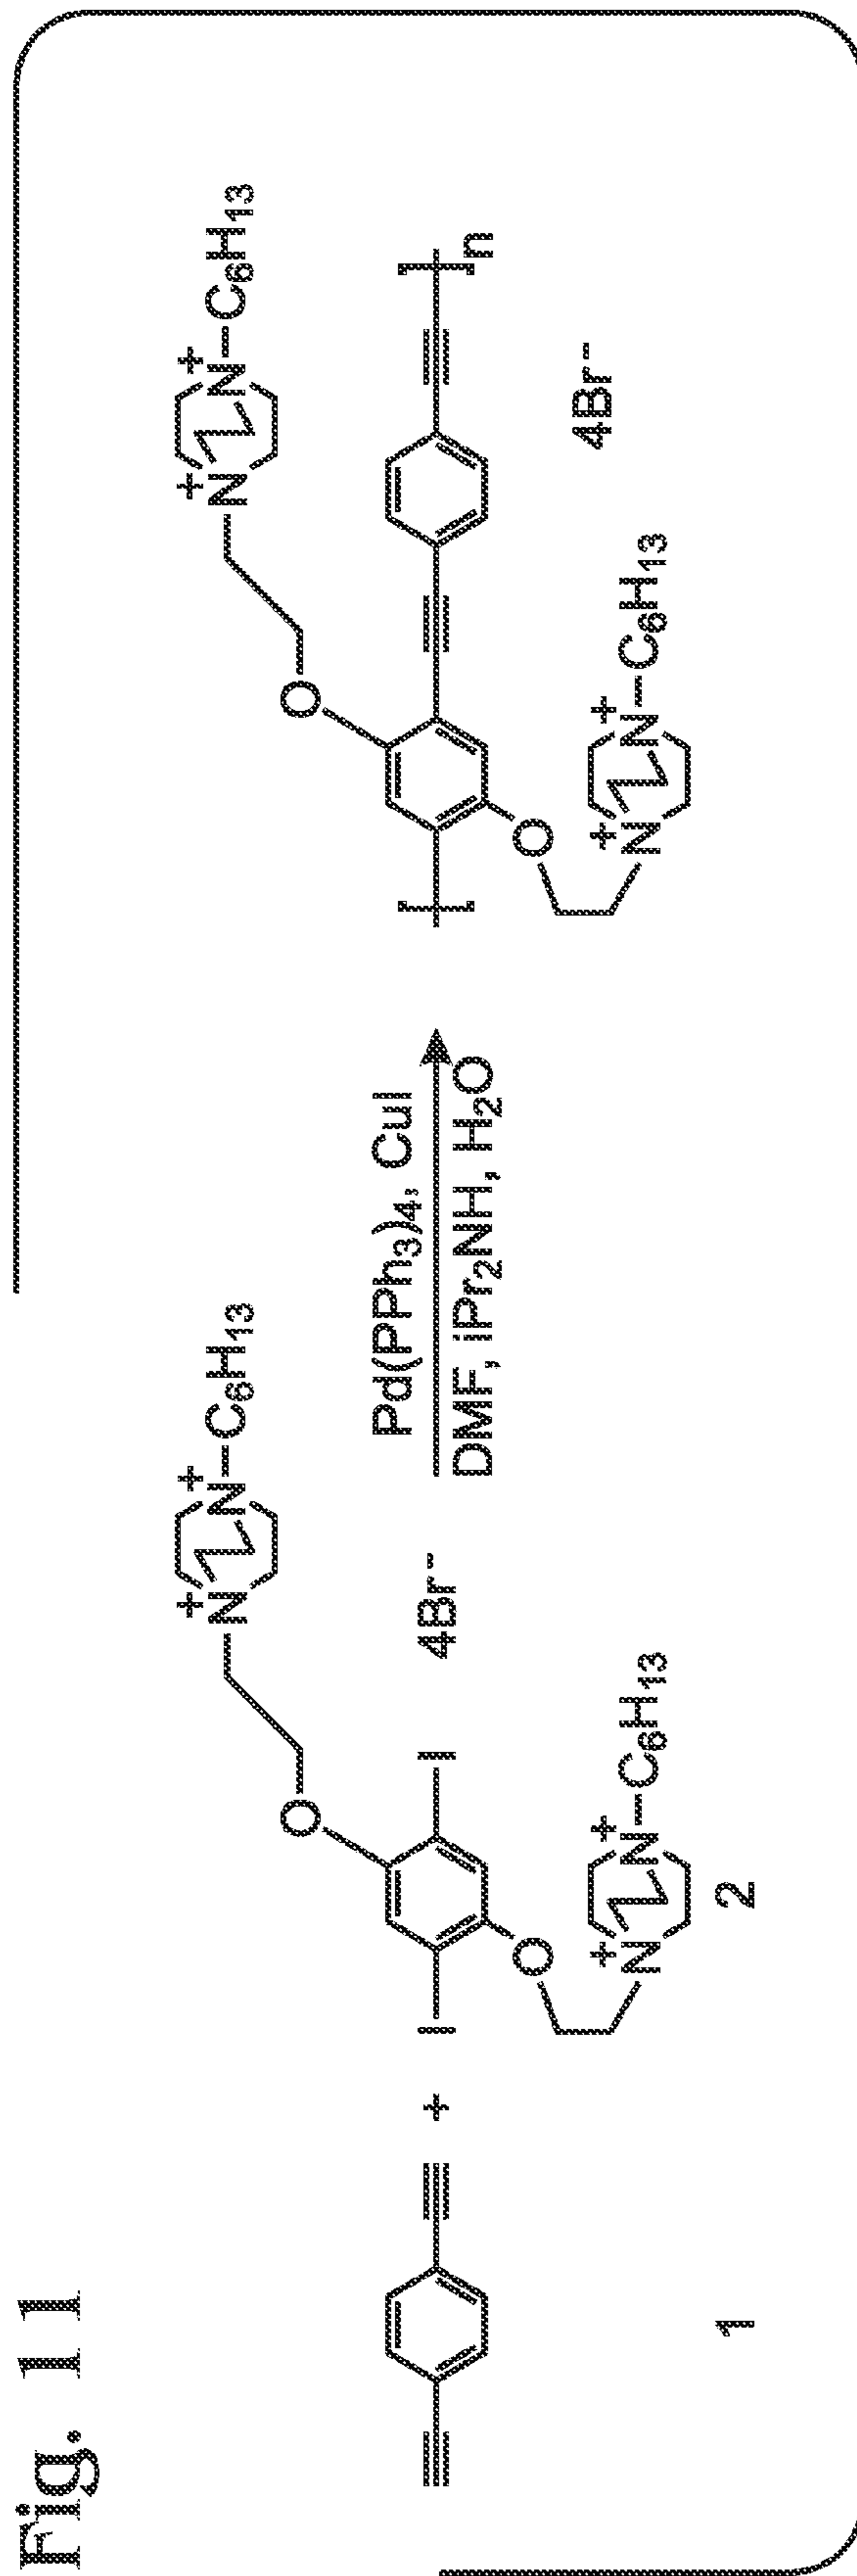 Fig. 11
1
+
I
O
N+
N+–C6H13
I
O
N+
N+–C6H13
2
4Br−
Pd(PPh3)4, CuI
DMF, iPr2NH, H2O
O
N+
N+–C6H13
O
N+
N+–C6H13
n
4Br−